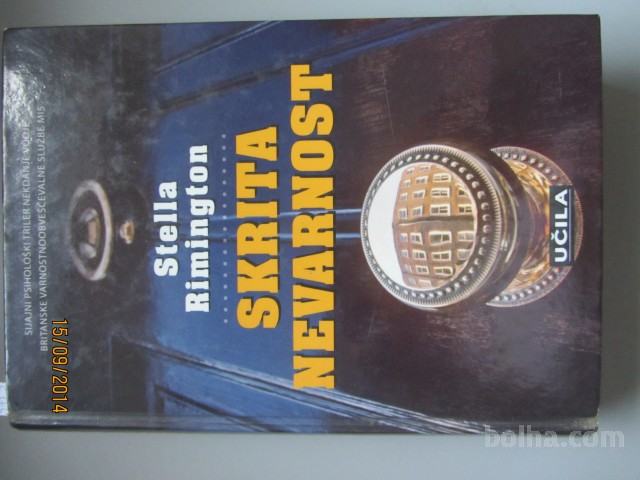 SIJAJNI PSIHOLOŠKI TRILER NEKDANJE VODJE
BRITANSKE VARNOSTNOOBVEŠČEVALNE SLUŽBE MI5
Stella
Rimington
SKRITA
NEVARNOST
UČILA
15/09/2014
bolha.com